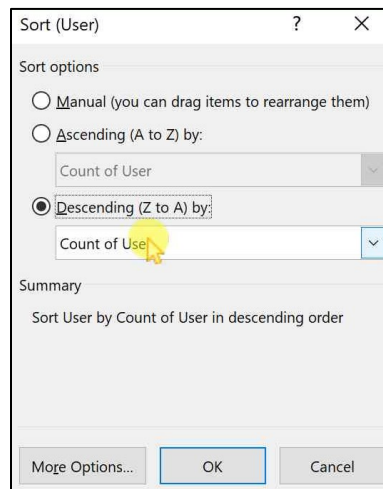 Sort (User) ?
Sort options
Manual (you can drag items to rearrange them)
Ascending (A to Z) by:
Count of User
Descending (Z to A) by:
Count of Use
Summary
Sort User by Count of User in descending order
More Options... OK Cancel